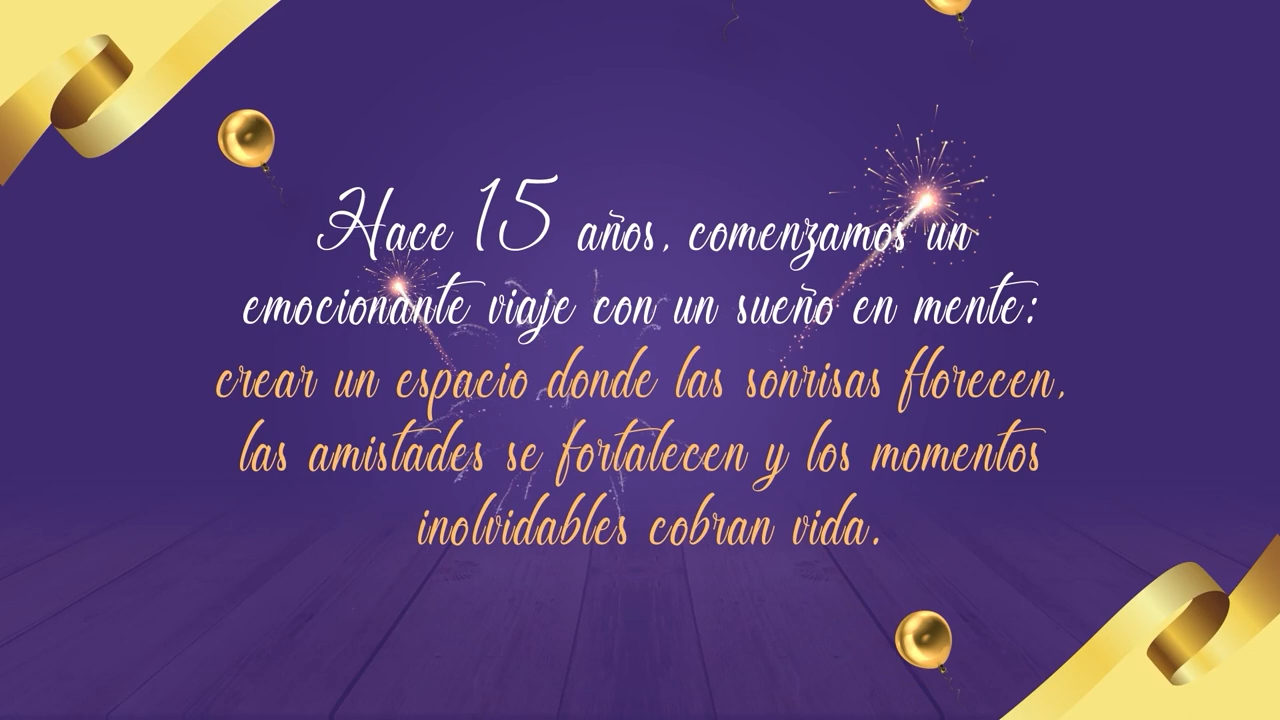 Hace 15 años, comenzamos un
emocionante viaje con un sueño en mente:
crear un espacio donde las sonrisas florecen,
las amistades se fortalecen y los momentos
inolvidables cobran vida.